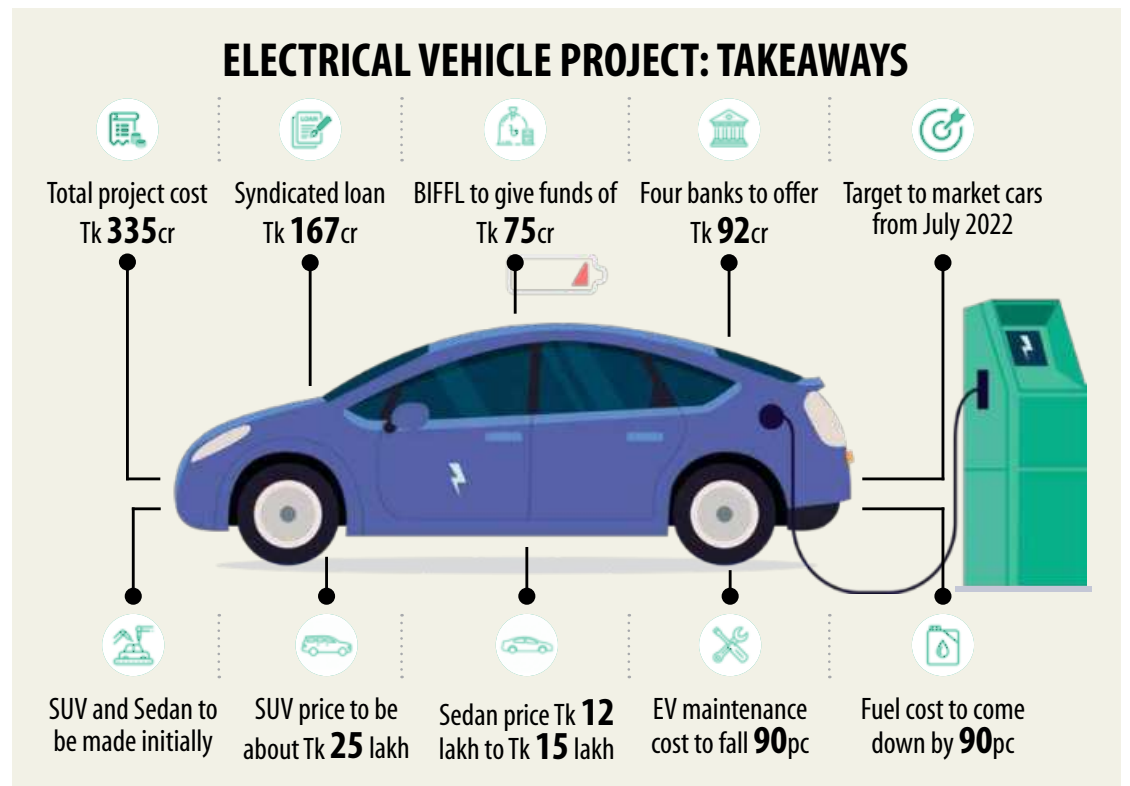 ELECTRICAL VEHICLE PROJECT: TAKEAWAYS
LOAN
Total project cost
Tk 335cr
Syndicated loan
Tk 167cr
BIFFL to give funds of
Tk 75cr
Four banks to offer
Tk 92cr
Target to market cars
from July 2022
SUV and Sedan to
be made initially
SUV price to be
about Tk 25 lakh
Sedan price Tk 12
lakh to Tk 15 lakh
EV maintenance
cost to fall 90pc
Fuel cost to come
down by 90pc